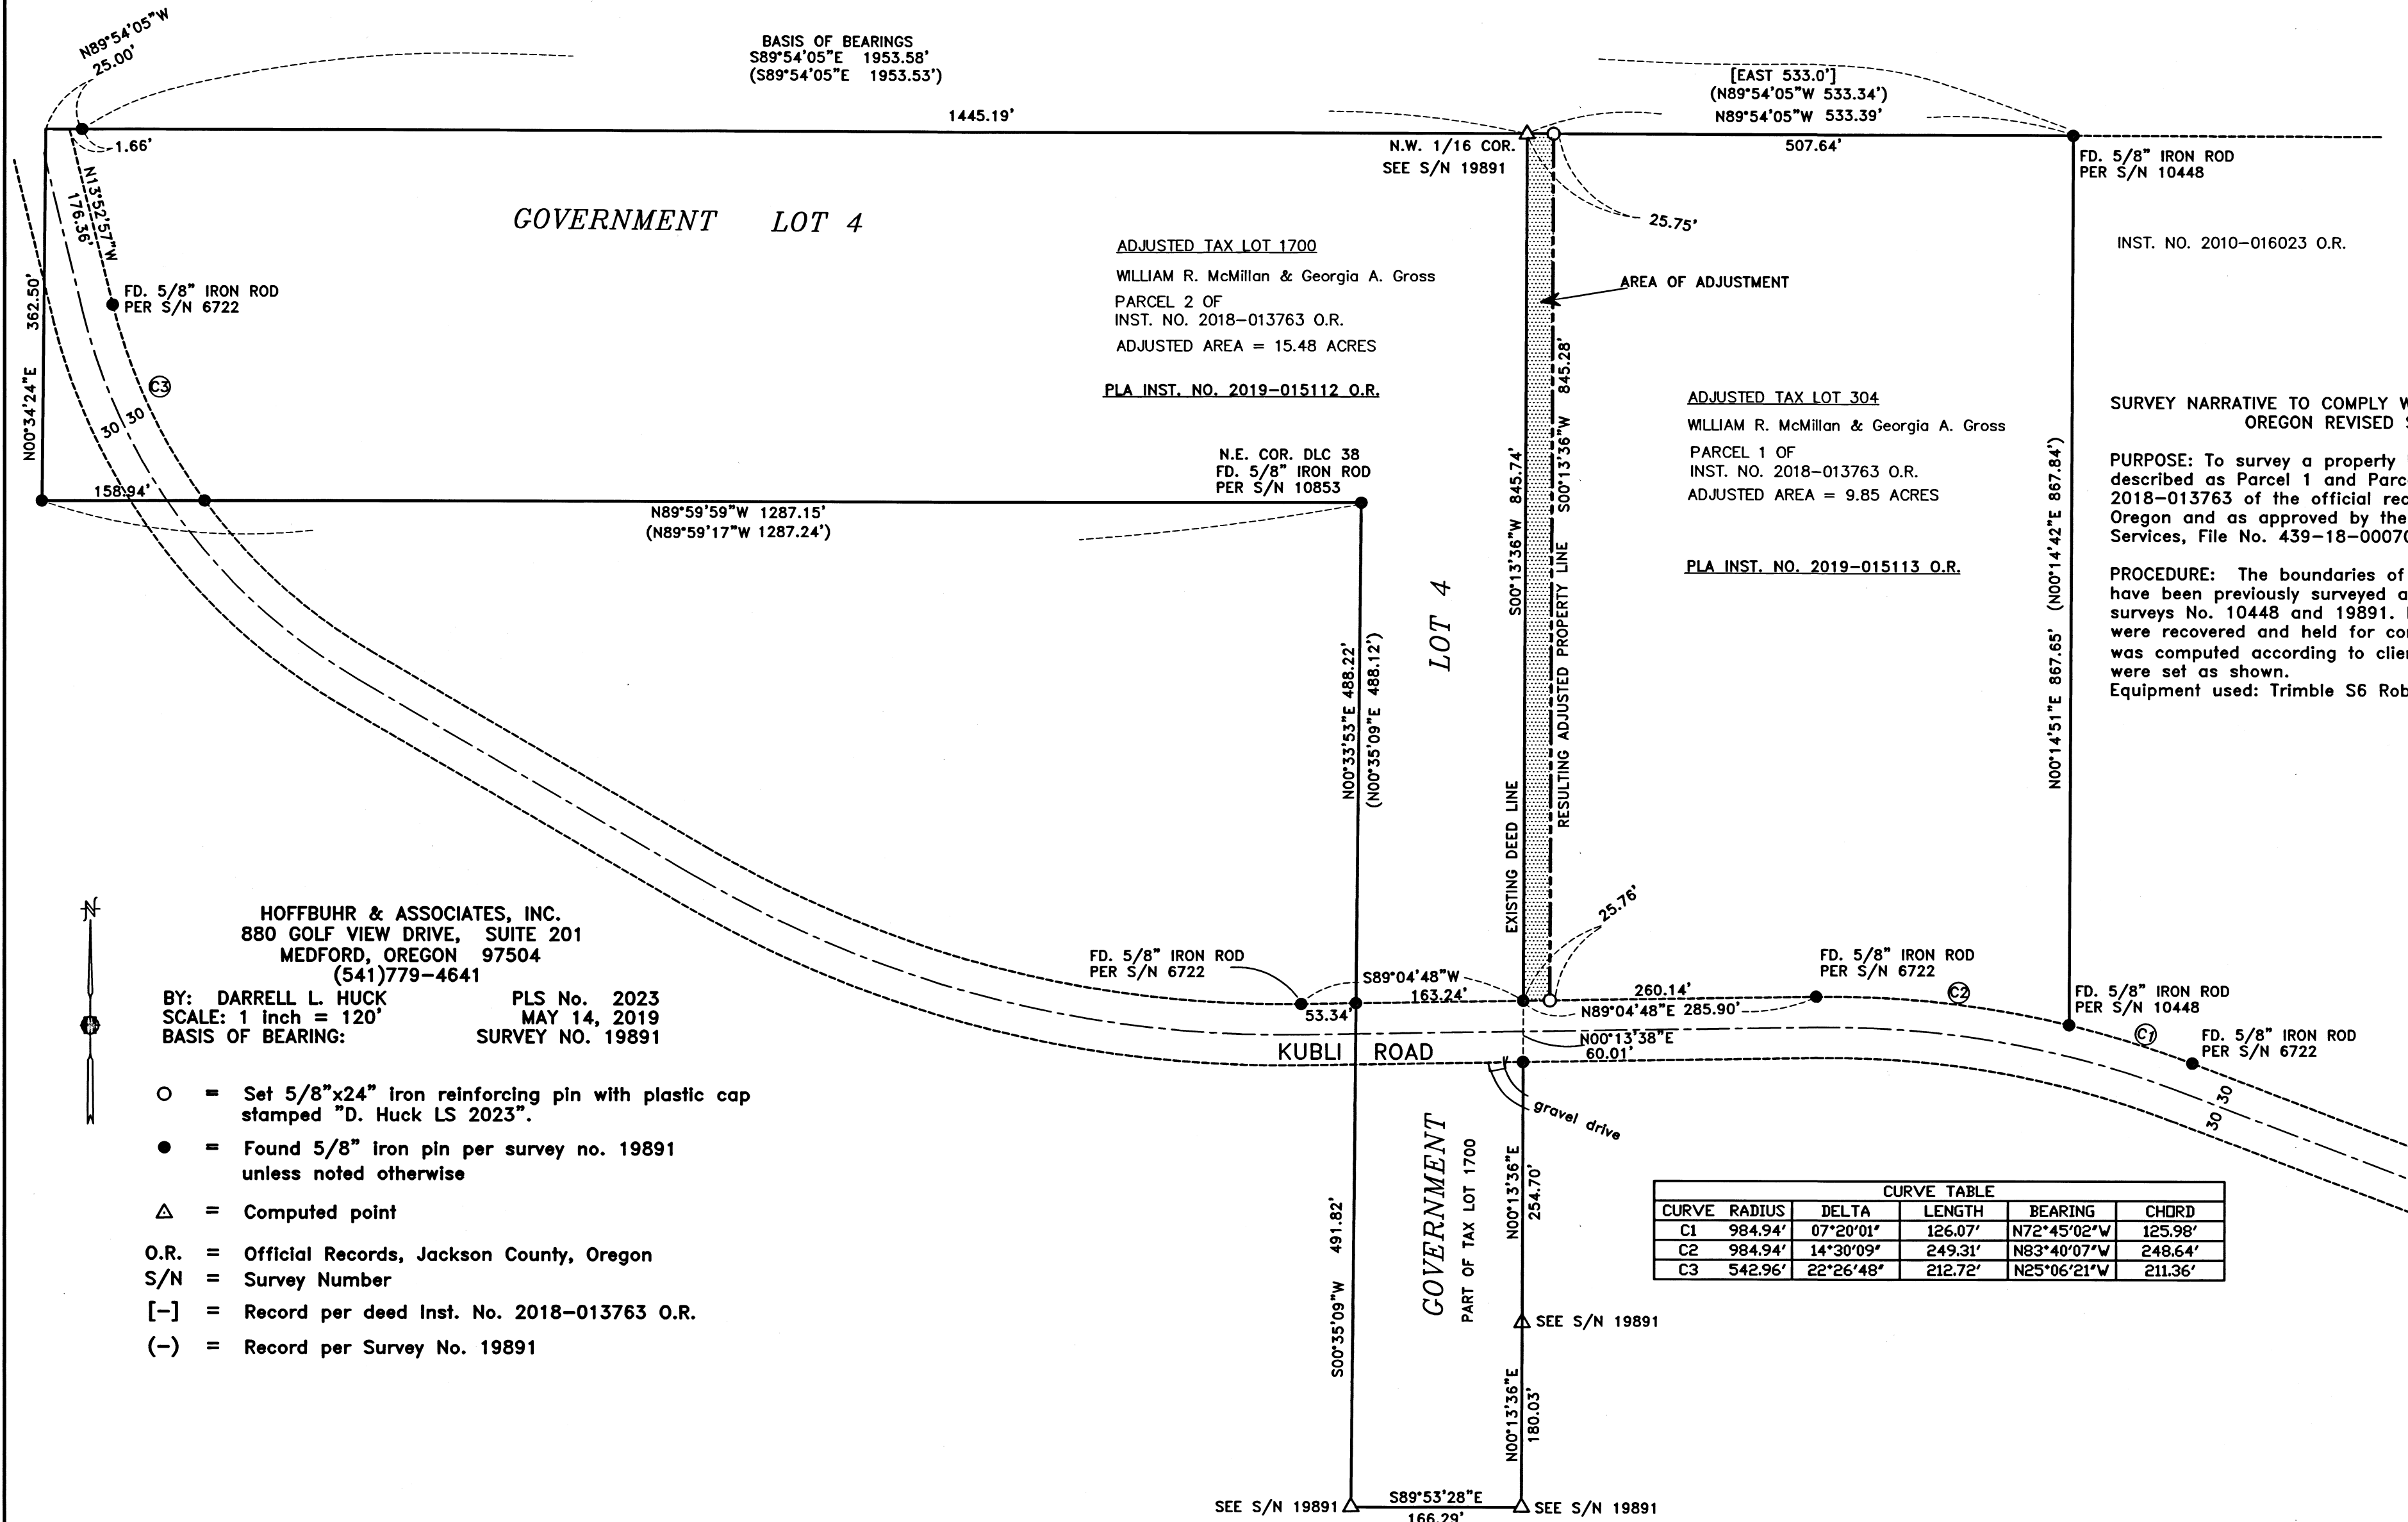 N89°54'05"W
25.00'
BASIS OF BEARINGS
S89°54'05"E 1953.58'
(S89°54'05"E 1953.53')
[EAST 533.0']
(N89°54'05"W 533.34')
N89°54'05"W 533.39'
1445.19'
1.66'
N.W. 1/16 COR.
SEE S/N 19891
507.64'
FD. 5/8" IRON ROD
PER S/N 10448
N13°52'57"W
176.36'
GOVERNMENT LOT 4
25.75'
INST. NO. 2010-016023 O.R.
ADJUSTED TAX LOT 1700
WILLIAM R. McMillan & Georgia A. Gross
PARCEL 2 OF
INST. NO. 2018-013763 O.R.
ADJUSTED AREA = 15.48 ACRES
PLA INST. NO. 2019-015112 O.R.
AREA OF ADJUSTMENT
FD. 5/8" IRON ROD
PER S/N 6722
N00°34'24"E 362.50'
C3
30 30
ADJUSTED TAX LOT 304
WILLIAM R. McMillan & Georgia A. Gross
PARCEL 1 OF
INST. NO. 2018-013763 O.R.
ADJUSTED AREA = 9.85 ACRES
PLA INST. NO. 2019-015113 O.R.
SURVEY NARRATIVE TO COMPLY W
OREGON REVISED S
PURPOSE: To survey a property
described as Parcel 1 and Parc
2018-013763 of the official rec
Oregon and as approved by the
Services, File No. 439-18-00070
PROCEDURE: The boundaries of
have been previously surveyed a
surveys No. 10448 and 19891.
were recovered and held for co
was computed according to clie
were set as shown.
Equipment used: Trimble S6 Rob
N.E. COR. DLC 38
FD. 5/8" IRON ROD
PER S/N 10853
158.94'
N89°59'59"W 1287.15'
(N89°59'17"W 1287.24')
N00°33'53"E 488.22'
(N00°35'09"E 488.12')
LOT 4
EXISTING DEED LINE
S00°13'36"W 845.74'
RESULTING ADJUSTED PROPERTY LINE S00°13'36"W 845.28'
N00°14'51"E 867.65' (N00°14'42"E 867.84')
HOFFBUHR & ASSOCIATES, INC.
880 GOLF VIEW DRIVE, SUITE 201
MEDFORD, OREGON 97504
(541)779-4641
BY: DARRELL L. HUCK PLS No. 2023
SCALE: 1 inch = 120' MAY 14, 2019
BASIS OF BEARING: SURVEY NO. 19891
N
25.76'
FD. 5/8" IRON ROD
PER S/N 6722
S89°04'48"W
163.24'
53.34'
260.14'
N89°04'48"E 285.90'
FD. 5/8" IRON ROD
PER S/N 6722
C2
FD. 5/8" IRON ROD
PER S/N 10448
C1
FD. 5/8" IRON ROD
PER S/N 6722
N00°13'38"E
60.01'
KUBLI ROAD
gravel drive
30 30
○ = Set 5/8"x24" iron reinforcing pin with plastic cap
stamped "D. Huck LS 2023".
● = Found 5/8" iron pin per survey no. 19891
unless noted otherwise
△ = Computed point
O.R. = Official Records, Jackson County, Oregon
S/N = Survey Number
[-] = Record per deed Inst. No. 2018-013763 O.R.
(-) = Record per Survey No. 19891
S00°35'09"W 491.82'
GOVERNMENT
PART OF TAX LOT 1700
N00°13'36"E
254.70'
SEE S/N 19891
N00°13'36"E
180.03'
CURVE TABLE
CURVE RADIUS DELTA LENGTH BEARING CHORD
C1 984.94' 07°20'01" 126.07' N72°45'02"W 125.98'
C2 984.94' 14°30'09" 249.31' N83°40'07"W 248.64'
C3 542.96' 22°26'48" 212.72' N25°06'21"W 211.36'
SEE S/N 19891
S89°53'28"E
166.29'
SEE S/N 19891